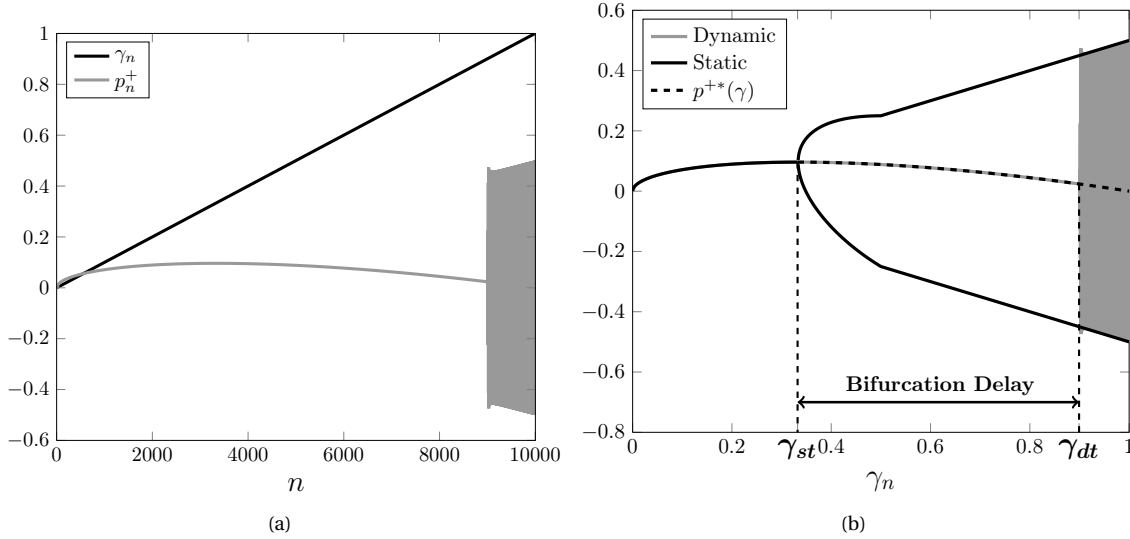 1
0.8
0.6
0.4
0.2
0
−0.2
−0.4
−0.6
γn
p+n
0 2000 4000 6000 8000 10000
n
(a)
0.6
0.4
0.2
0
−0.2
−0.4
−0.6
−0.8
Dynamic
Static
p+*(γ)
Bifurcation Delay
0 0.2 0.4 0.6 0.8 1
γst γdt
γn
(b)